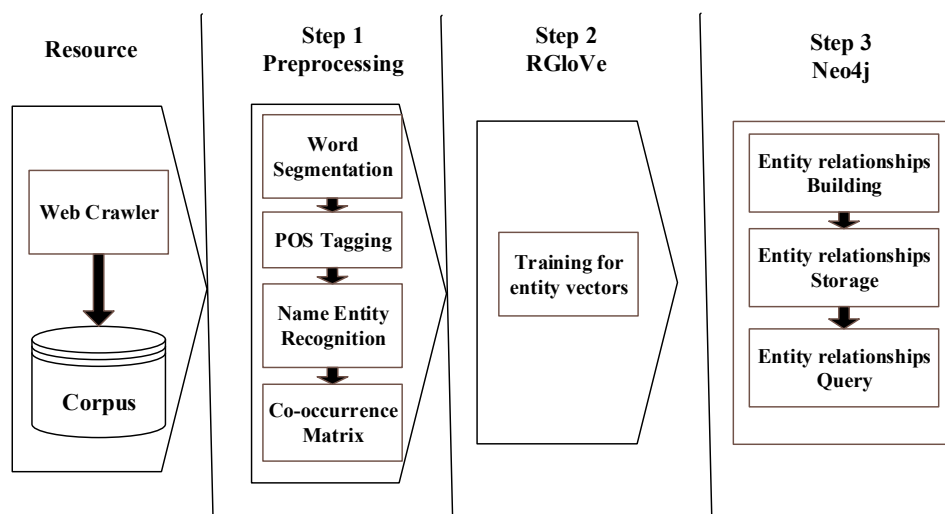 Resource
Web Crawler
Corpus
Step 1
Preprocessing
Word
Segmentation
POS Tagging
Name Entity
Recognition
Co-occurrence
Matrix
Step 2
RGloVe
Training for
entity vectors
Step 3
Neo4j
Entity relationships
Building
Entity relationships
Storage
Entity relationships
Query